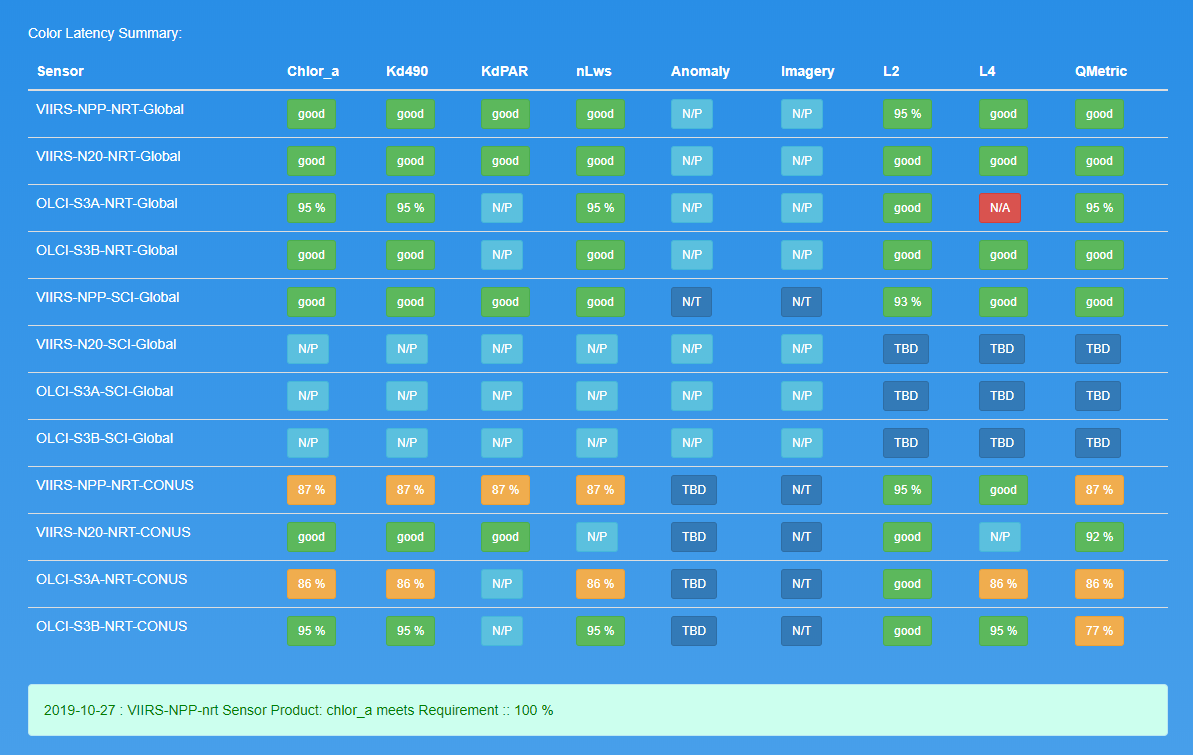 Color Latency Summary:
Sensor Chlor_a Kd490 KdPAR nLws Anomaly Imagery L2 L4 QMetric
VIIRS-NPP-NRT-Global good good good good N/P N/P 95 % good good
VIIRS-N20-NRT-Global good good good good N/P N/P good good good
OLCI-S3A-NRT-Global 95 % 95 % N/P 95 % N/P N/P good N/A 95 %
OLCI-S3B-NRT-Global good good N/P good N/P N/P good good good
VIIRS-NPP-SCI-Global good good good good N/T N/T 93 % good good
VIIRS-N20-SCI-Global N/P N/P N/P N/P N/P N/P TBD TBD TBD
OLCI-S3A-SCI-Global N/P N/P N/P N/P N/P N/P TBD TBD TBD
OLCI-S3B-SCI-Global N/P N/P N/P N/P N/P N/P TBD TBD TBD
VIIRS-NPP-NRT-CONUS 87 % 87 % 87 % 87 % TBD N/T 95 % good 87 %
VIIRS-N20-NRT-CONUS good good good N/P TBD N/T good N/P 92 %
OLCI-S3A-NRT-CONUS 86 % 86 % N/P 86 % TBD N/T good 86 % 86 %
OLCI-S3B-NRT-CONUS 95 % 95 % N/P 95 % TBD N/T good 95 % 77 %
2019-10-27 : VIIRS-NPP-nrt Sensor Product: chlor_a meets Requirement :: 100 %